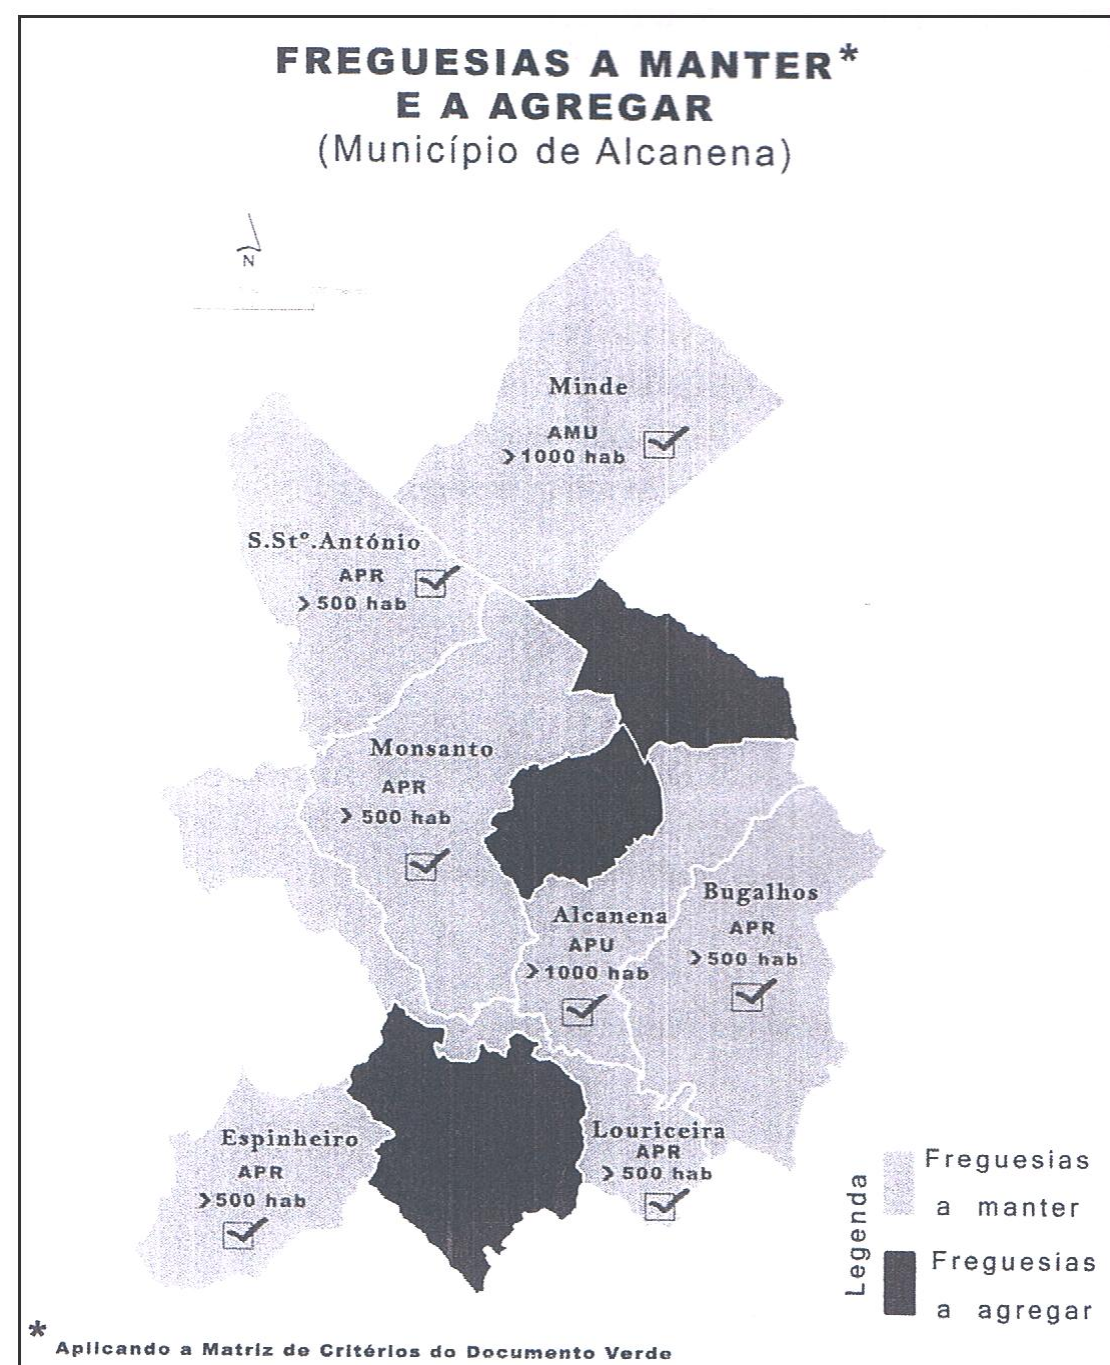 FREGUESIAS A MANTER*
E A AGREGAR
(Município de Alcanena)
N
Minde
AMU
>1000 hab
S.Stº.António
APR
>500 hab
Monsanto
APR
> 500 hab
Bugalhos
APR
>500 hab
Alcanena
APU
>1000 hab
Espinheiro
APR
>500 hab
Louriceira
APR
>500 hab
Legenda
Freguesias
a manter
Freguesias
a agregar
* Aplicando a Matriz de Critérios do Documento Verde